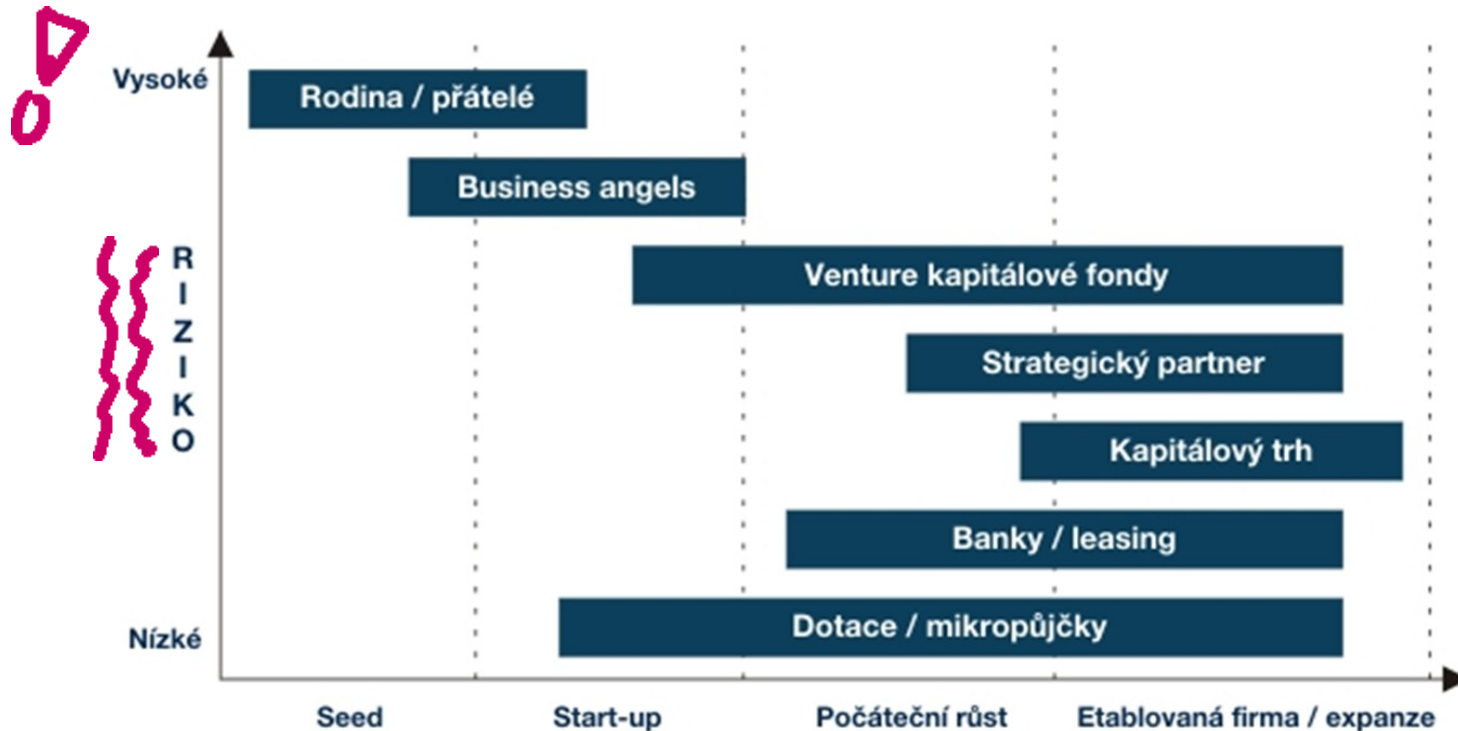 Vysoké
Rodina / přátelé
Business angels
RIZIKO
Venture kapitálové fondy
Strategický partner
Kapitálový trh
Banky / leasing
Dotace / mikropůjčky
Nízké
Seed
Start-up
Počáteční růst
Etablovaná firma / expanze